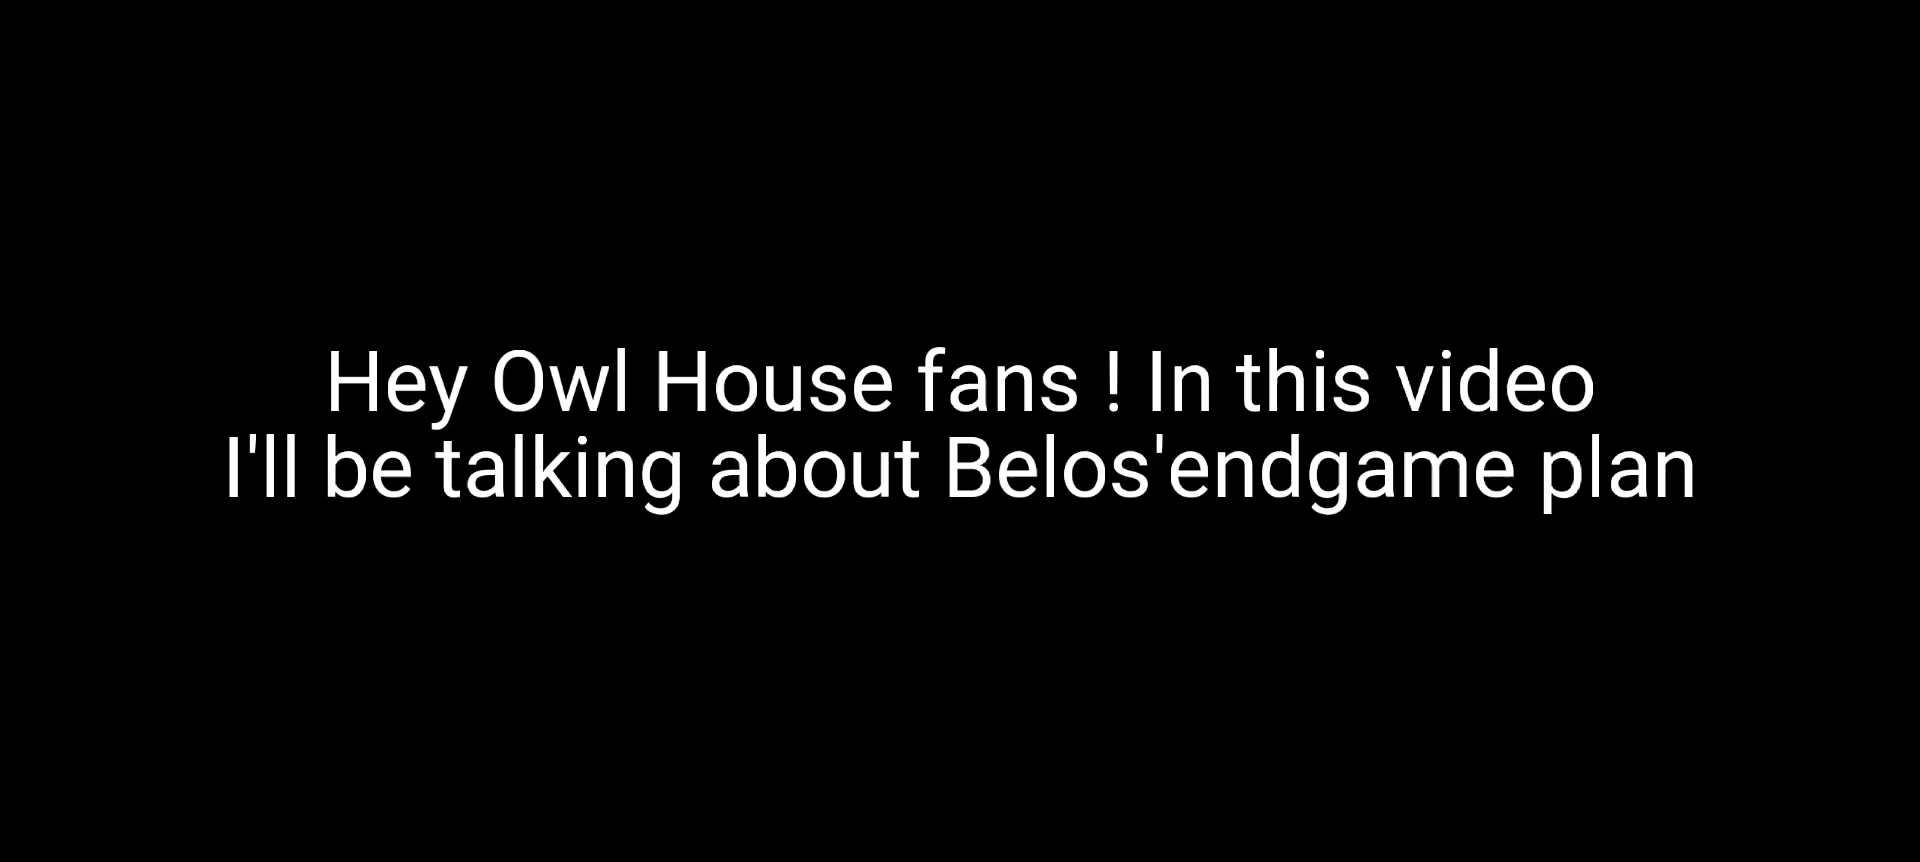 Hey Owl House fans ! In this video
I'll be talking about Belos'endgame plan